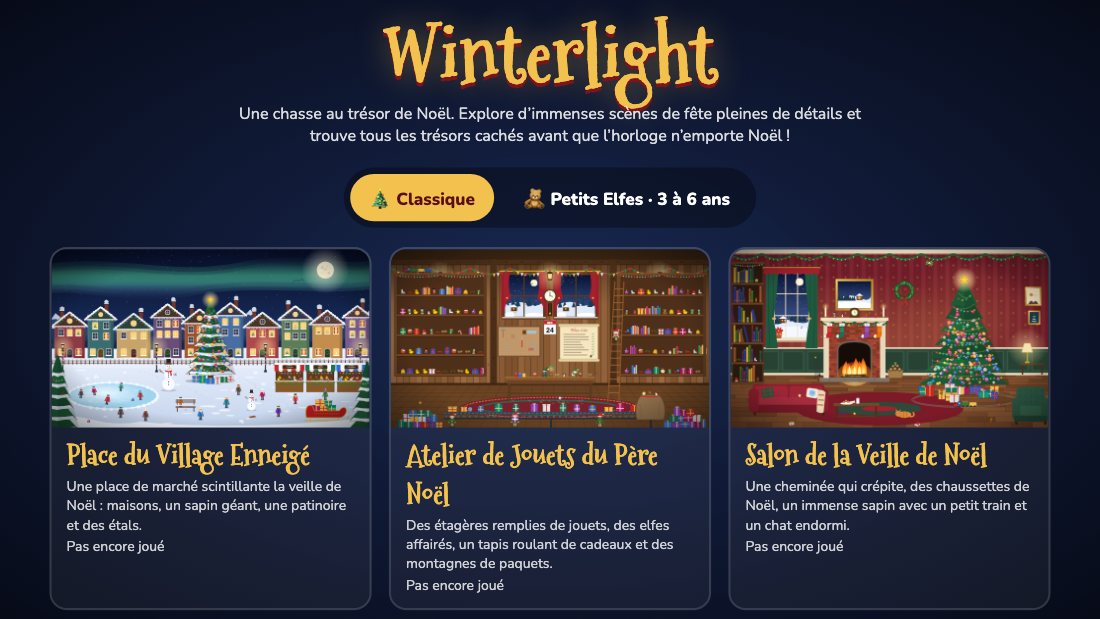 Winterlight
Une chasse au trésor de Noël. Explore d’immenses scènes de fête pleines de détails et
trouve tous les trésors cachés avant que l’horloge n’emporte Noël !
Classique
Petits Elfes · 3 à 6 ans
24
Place du Village Enneigé
Une place de marché scintillante la veille de
Noël : maisons, un sapin géant, une patinoire
et des étals.
Pas encore joué
Atelier de Jouets du Père
Noël
Des étagères remplies de jouets, des elfes
affairés, un tapis roulant de cadeaux et des
montagnes de paquets.
Pas encore joué
Salon de la Veille de Noël
Une cheminée qui crépite, des chaussettes de
Noël, un immense sapin avec un petit train et
un chat endormi.
Pas encore joué